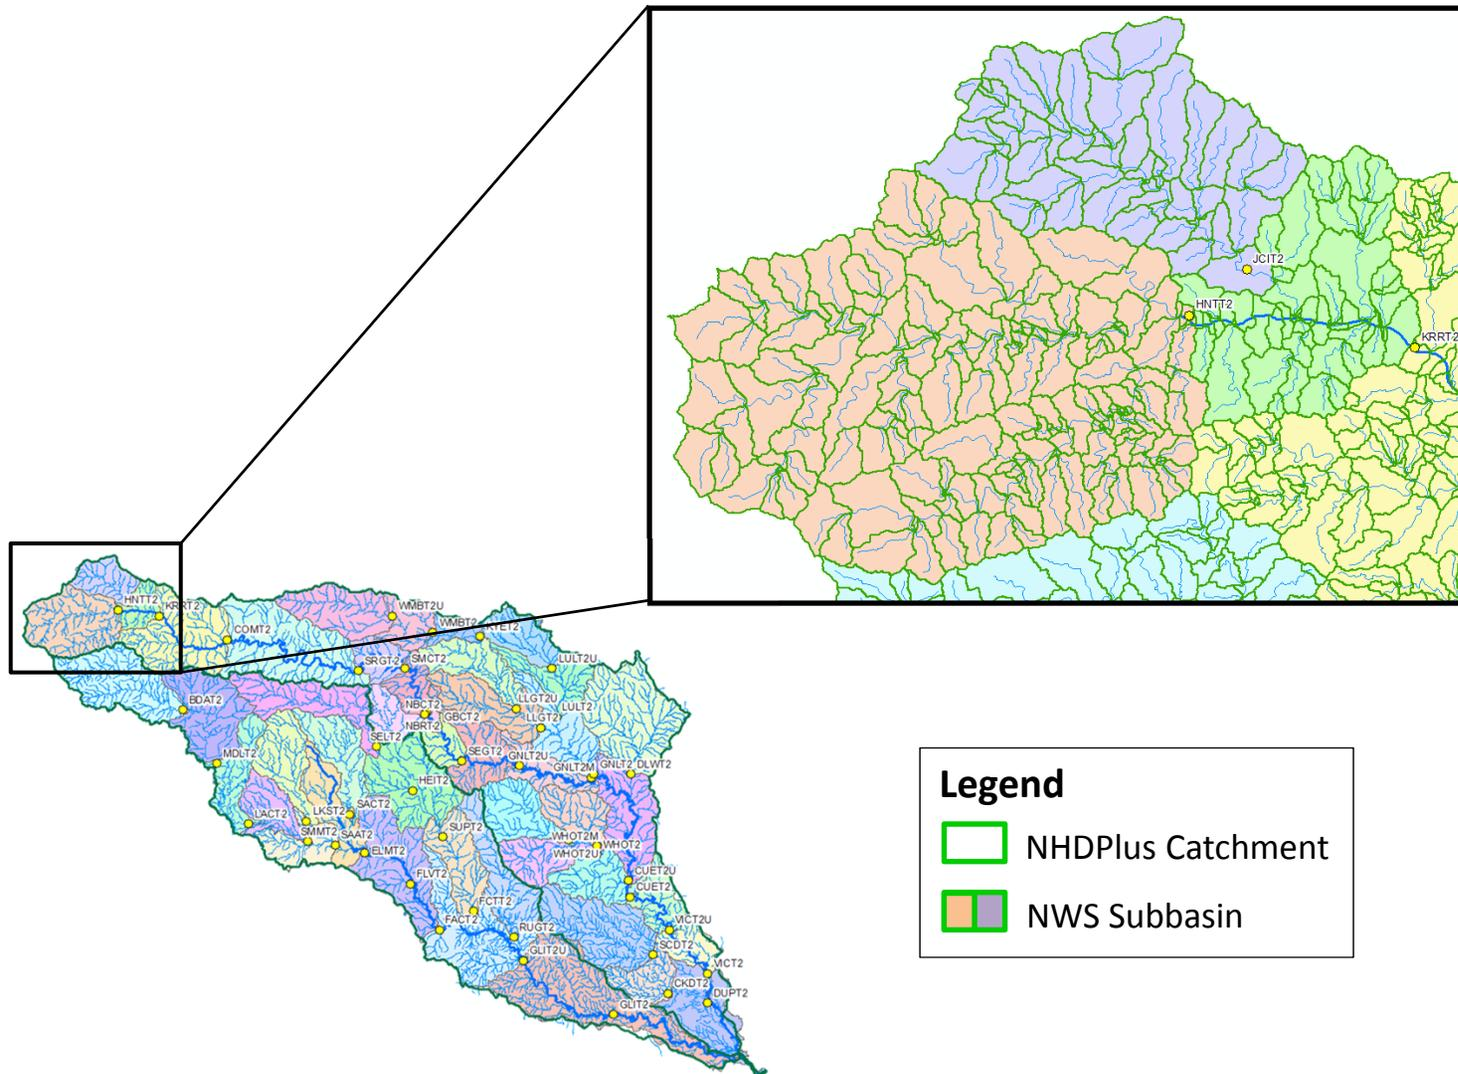 JCIT2
HNTT2
KRRT2
HNTT2
KRRT2
COMT2
WMBT2U
WMBT2
KYET2
SRGT2
SMCT2
LULT2U
BDAT2
NBCT2
LLGT2U
LULT2
NBRT2
GBCT2
LLGT2
SELT2
MDLT2
SEGT2
GNLT2U
GNLT2M
GNLT2
DLWT2
HEIT2
LACT2
LKST2
SACT2
SMMT2
SAAT2
SUPT2
WHOT2M
WHOT2
ELMT2
WHOT2U
FLVT2
CUET2U
CUET2
FCTT2
FACT2
VICT2U
RUGT2
GLIT2U
SCDT2
VICT2
CKDT2
DUPT2
GLIT2
Legend
NHDPlus Catchment
NWS Subbasin